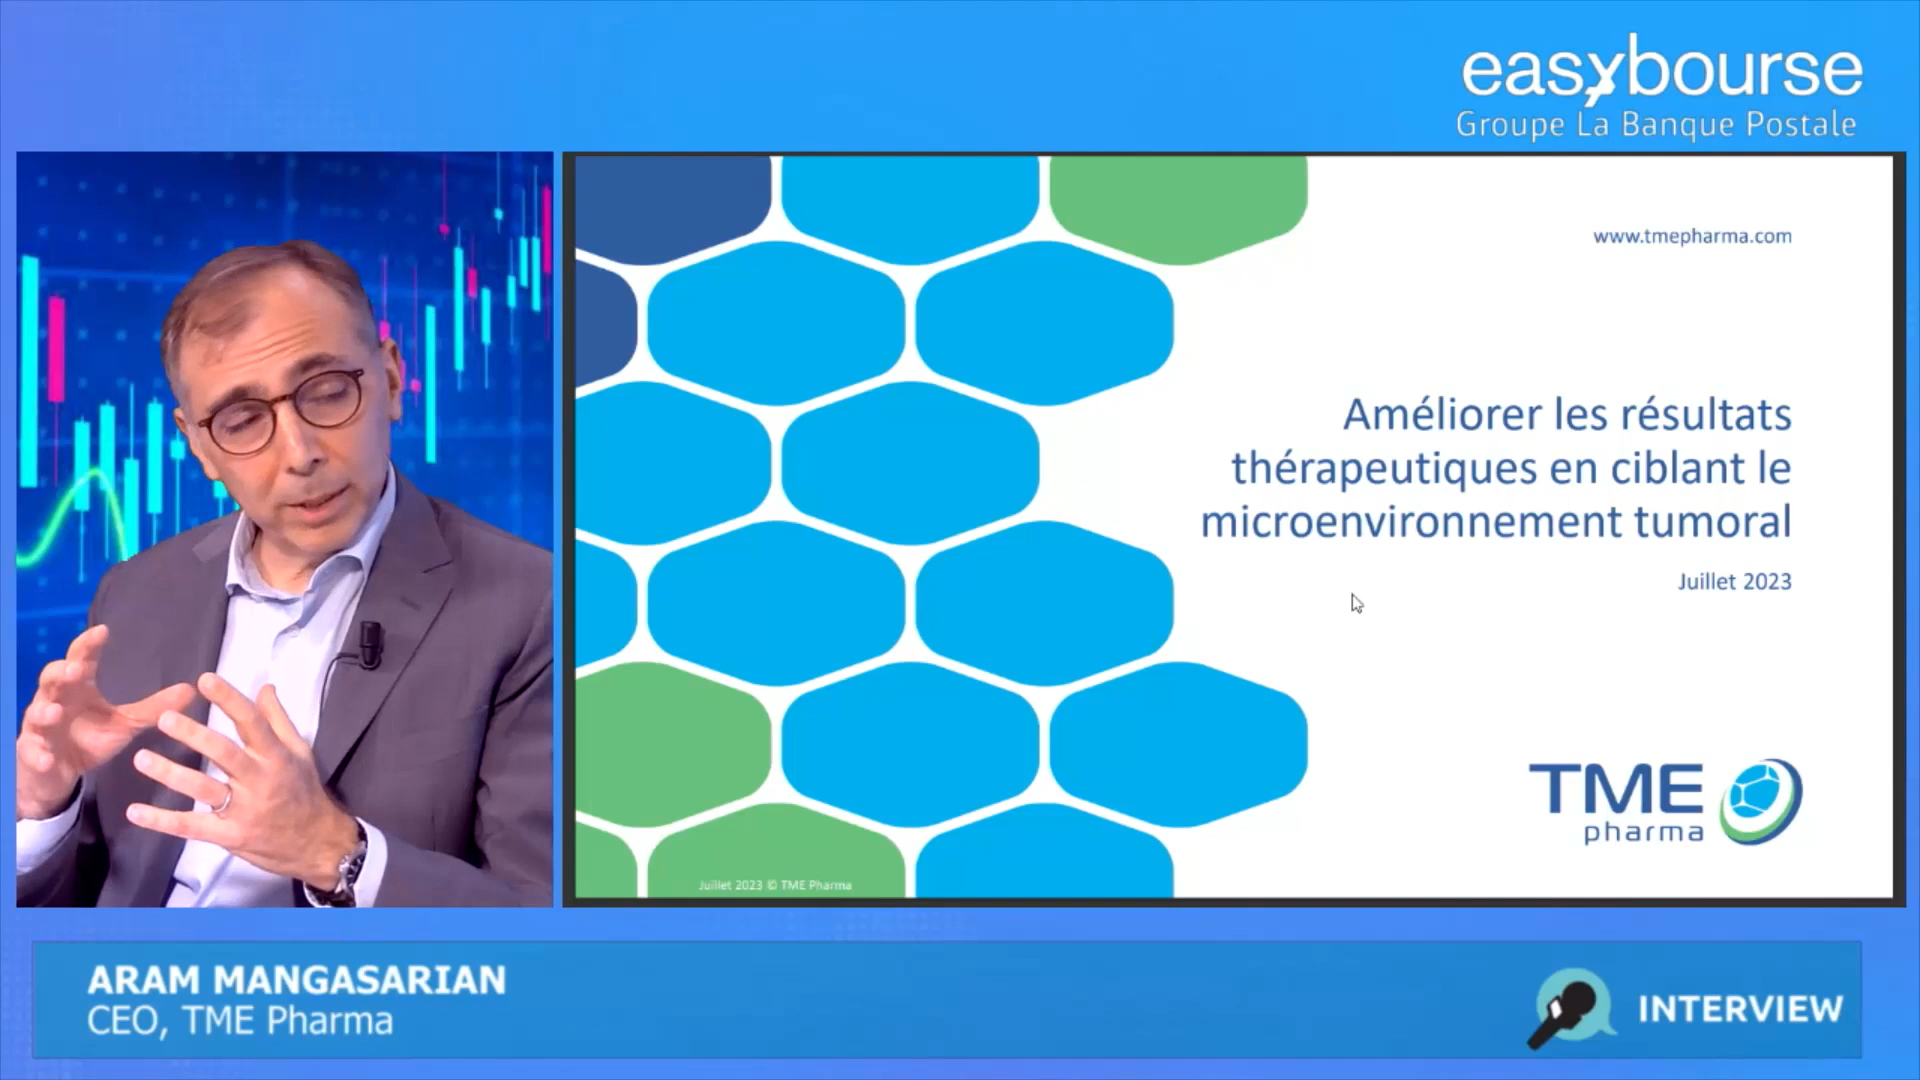 easybourse
Groupe La Banque Postale
www.tmepharma.com
Améliorer les résultats
thérapeutiques en ciblant le
microenvironnement tumoral
Juillet 2023
TME
pharma
Juillet 2023 © TME Pharma
ARAM MANGASARIAN
CEO, TME Pharma
INTERVIEW